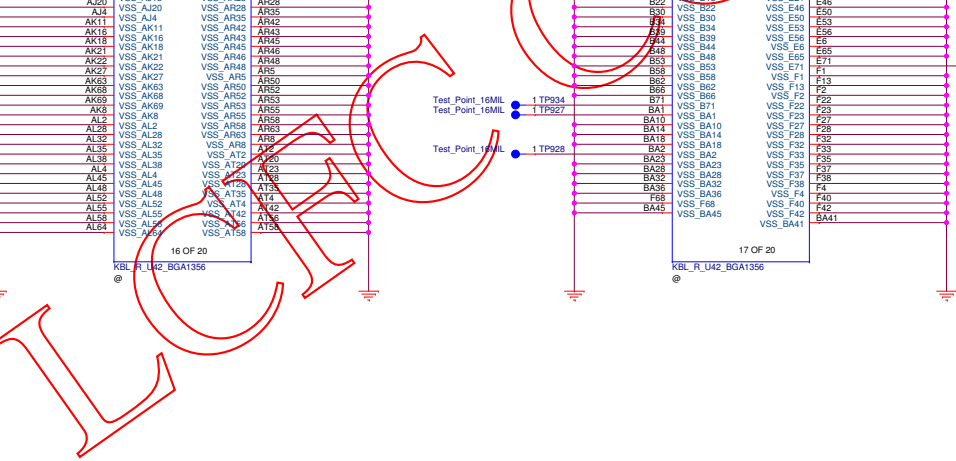 AJ20 VSS_AJ20 VSS_AR28 AR28
AJ4 VSS_AJ4 VSS_AR35 AR35
AK11 VSS_AK11 VSS_AR42 AR42
AK16 VSS_AK16 VSS_AR43 AR43
AK18 VSS_AK18 VSS_AR45 AR45
AK21 VSS_AK21 VSS_AR46 AR46
AK22 VSS_AK22 VSS_AR48 AR48
AK27 VSS_AK27 VSS_AR5 AR5
AK63 VSS_AK63 VSS_AR50 AR50
AK68 VSS_AK68 VSS_AR52 AR52
AK69 VSS_AK69 VSS_AR53 AR53
AK8 VSS_AK8 VSS_AR55 AR55
AL2 VSS_AL2 VSS_AR58 AR58
AL28 VSS_AL28 VSS_AR63 AR63
AL32 VSS_AL32 VSS_AR8 AR8
AL35 VSS_AL35 VSS_AT2 AT2
AL38 VSS_AL38 VSS_AT20 AT20
AL4 VSS_AL4 VSS_AT23 AT23
AL45 VSS_AL45 VSS_AT28 AT28
AL48 VSS_AL48 VSS_AT35 AT35
AL52 VSS_AL52 VSS_AT4 AT4
AL55 VSS_AL55 VSS_AT42 AT42
AL58 VSS_AL58 VSS_AT56 AT56
AL64 VSS_AL64 VSS_AT58 AT58
16 OF 20
KBL_R_U42_BGA1356
@
Test_Point_16MIL 1 TP934
Test_Point_16MIL 1 TP927
Test_Point_16MIL 1 TP928
B22 VSS_B22 VSS_E46 E46
B30 VSS_B30 VSS_E50 E50
B34 VSS_B34 VSS_E53 E53
B39 VSS_B39 VSS_E56 E56
B44 VSS_B44 VSS_E6 E6
B48 VSS_B48 VSS_E65 E65
B53 VSS_B53 VSS_E71 E71
B58 VSS_B58 VSS_F1 F1
B62 VSS_B62 VSS_F13 F13
B66 VSS_B66 VSS_F2 F2
B71 VSS_B71 VSS_F22 F22
BA1 VSS_BA1 VSS_F23 F23
BA10 VSS_BA10 VSS_F27 F27
BA14 VSS_BA14 VSS_F28 F28
BA18 VSS_BA18 VSS_F32 F32
BA2 VSS_BA2 VSS_F33 F33
BA23 VSS_BA23 VSS_F35 F35
BA28 VSS_BA28 VSS_F37 F37
BA32 VSS_BA32 VSS_F38 F38
BA36 VSS_BA36 VSS_F4 F4
F68 VSS_F68 VSS_F40 F40
BA45 VSS_BA45 VSS_F42 F42
VSS_BA41 BA41
17 OF 20
KBL_R_U42_BGA1356
@
LCFC